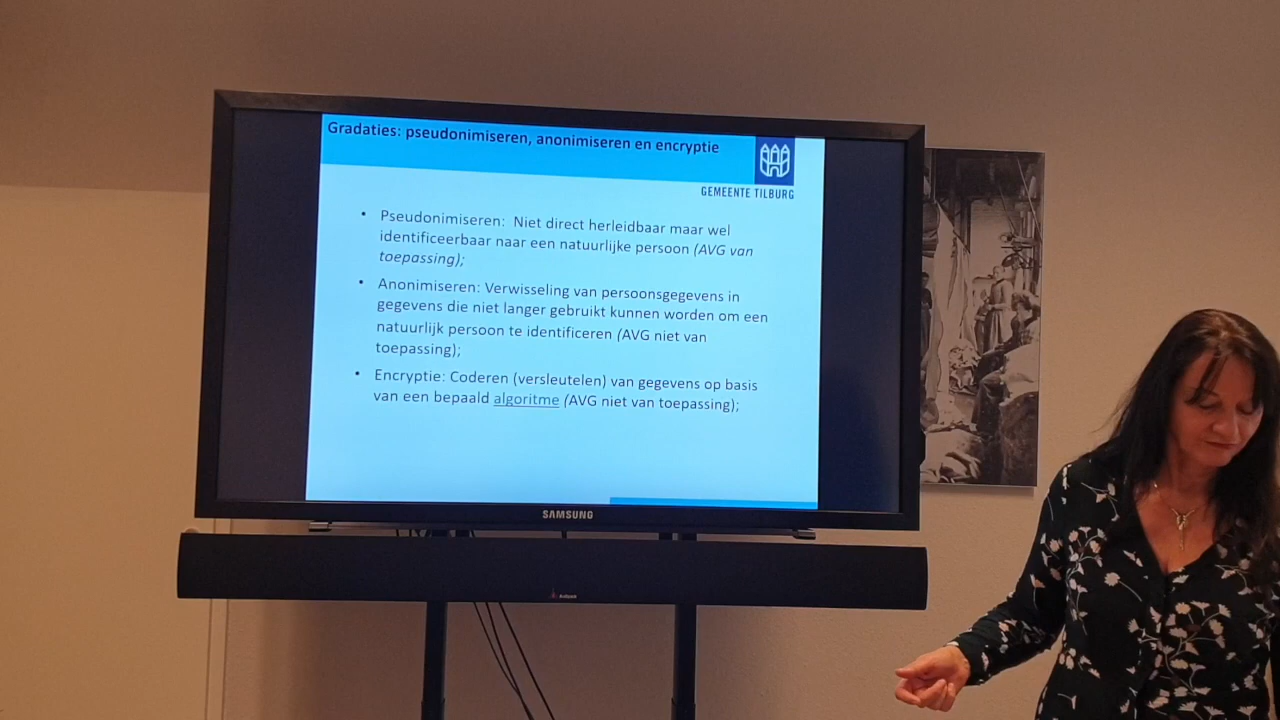 Gradaties: pseudonimiseren, anonimiseren en encryptie
GEMEENTE TILBURG
• Pseudonimiseren: Niet direct herleidbaar maar wel
identificeerbaar naar een natuurlijke persoon (AVG van
toepassing);
• Anonimiseren: Verwisseling van persoonsgegevens in
gegevens die niet langer gebruikt kunnen worden om een
natuurlijk persoon te identificeren (AVG niet van
toepassing);
• Encryptie: Coderen (versleutelen) van gegevens op basis
van een bepaald algoritme (AVG niet van toepassing);
SAMSUNG